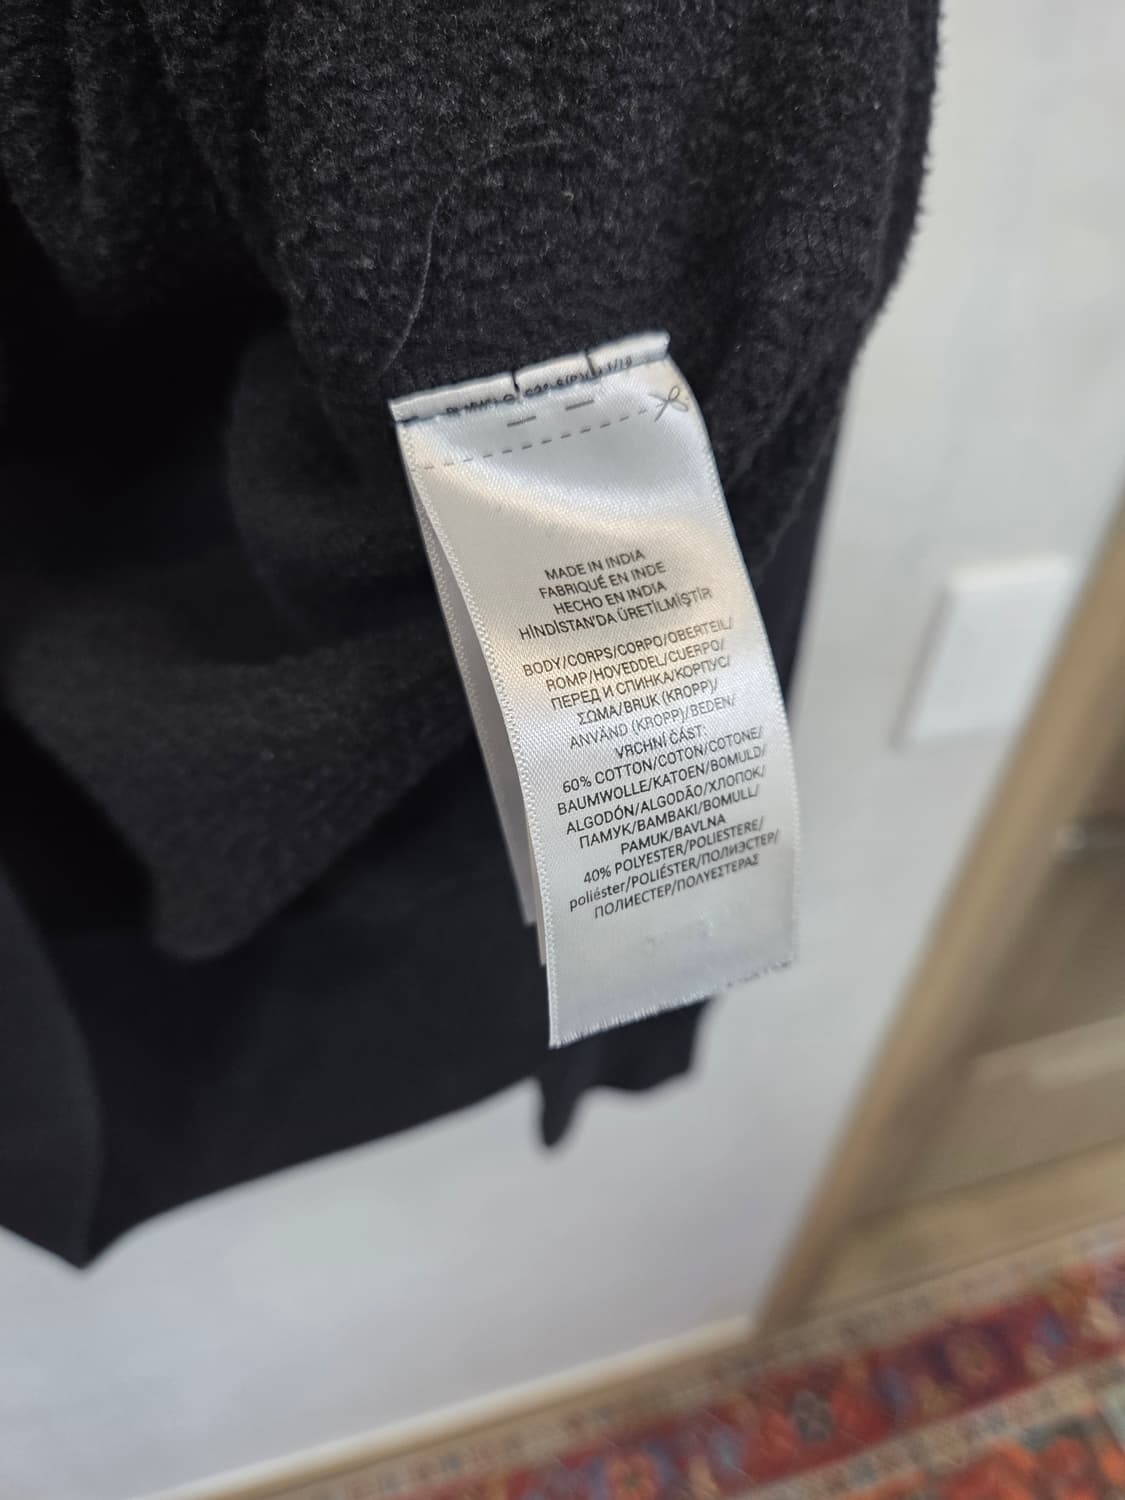 MADE IN INDIA
FABRIQUÉ EN INDE
HECHO EN INDIA
HİNDİSTAN'DA ÜRETİLMİŞTİR
BODY/CORPS/CORPO/OBERTEIL/
ROMP/HOVEDDEL/CUERPO/
ПЕРЕД И СПИНКА/КОРПУС/
ΣΩΜΑ/BRUK (KROPP)/
ANVÄND (KROPP)/BEDEN/
VRCHNÍ ČÁST:
60% COTTON/COTON/COTONE/
BAUMWOLLE/KATOEN/BOMULD/
ALGODÓN/ALGODÃO/ХЛОПОК/
ПАМУК/ΒΑΜΒΑΚΙ/BOMULL/
PAMUK/BAVLNA
40% POLYESTER/POLIESTERE/
poliéster/POLIÉSTER/ПОЛИЭСТЕР/
ПОЛИЕСТЕР/ΠΟΛΥΕΣΤΕΡΑΣ